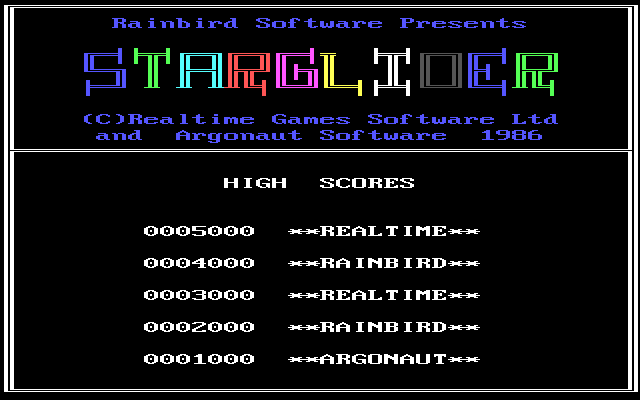 Rainbird Software Presents
STARGLIDER
(C)Realtime Games Software Ltd
and Argonaut Software 1986
HIGH SCORES
0005000 **REALTIME**
0004000 **RAINBIRD**
0003000 **REALTIME**
0002000 **RAINBIRD**
0001000 **ARGONAUT**